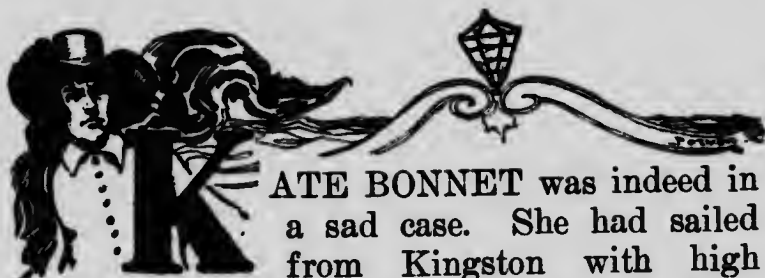 KATE BONNET was indeed in
a sad case. She had sailed
from Kingston with high